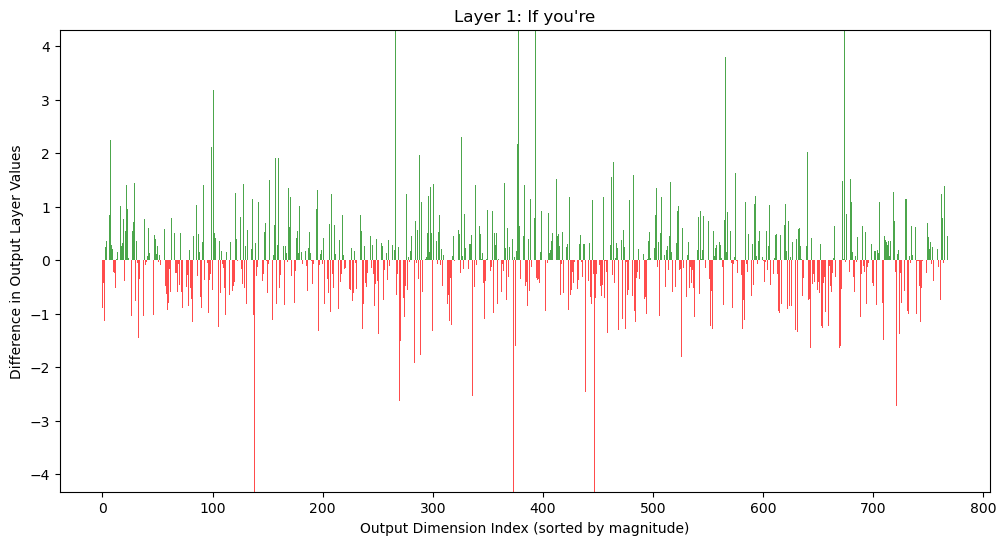 Layer 1: If you're
Difference in Output Layer Values
4
3
2
1
0
−1
−2
−3
−4
0 100 200 300 400 500 600 700 800
Output Dimension Index (sorted by magnitude)